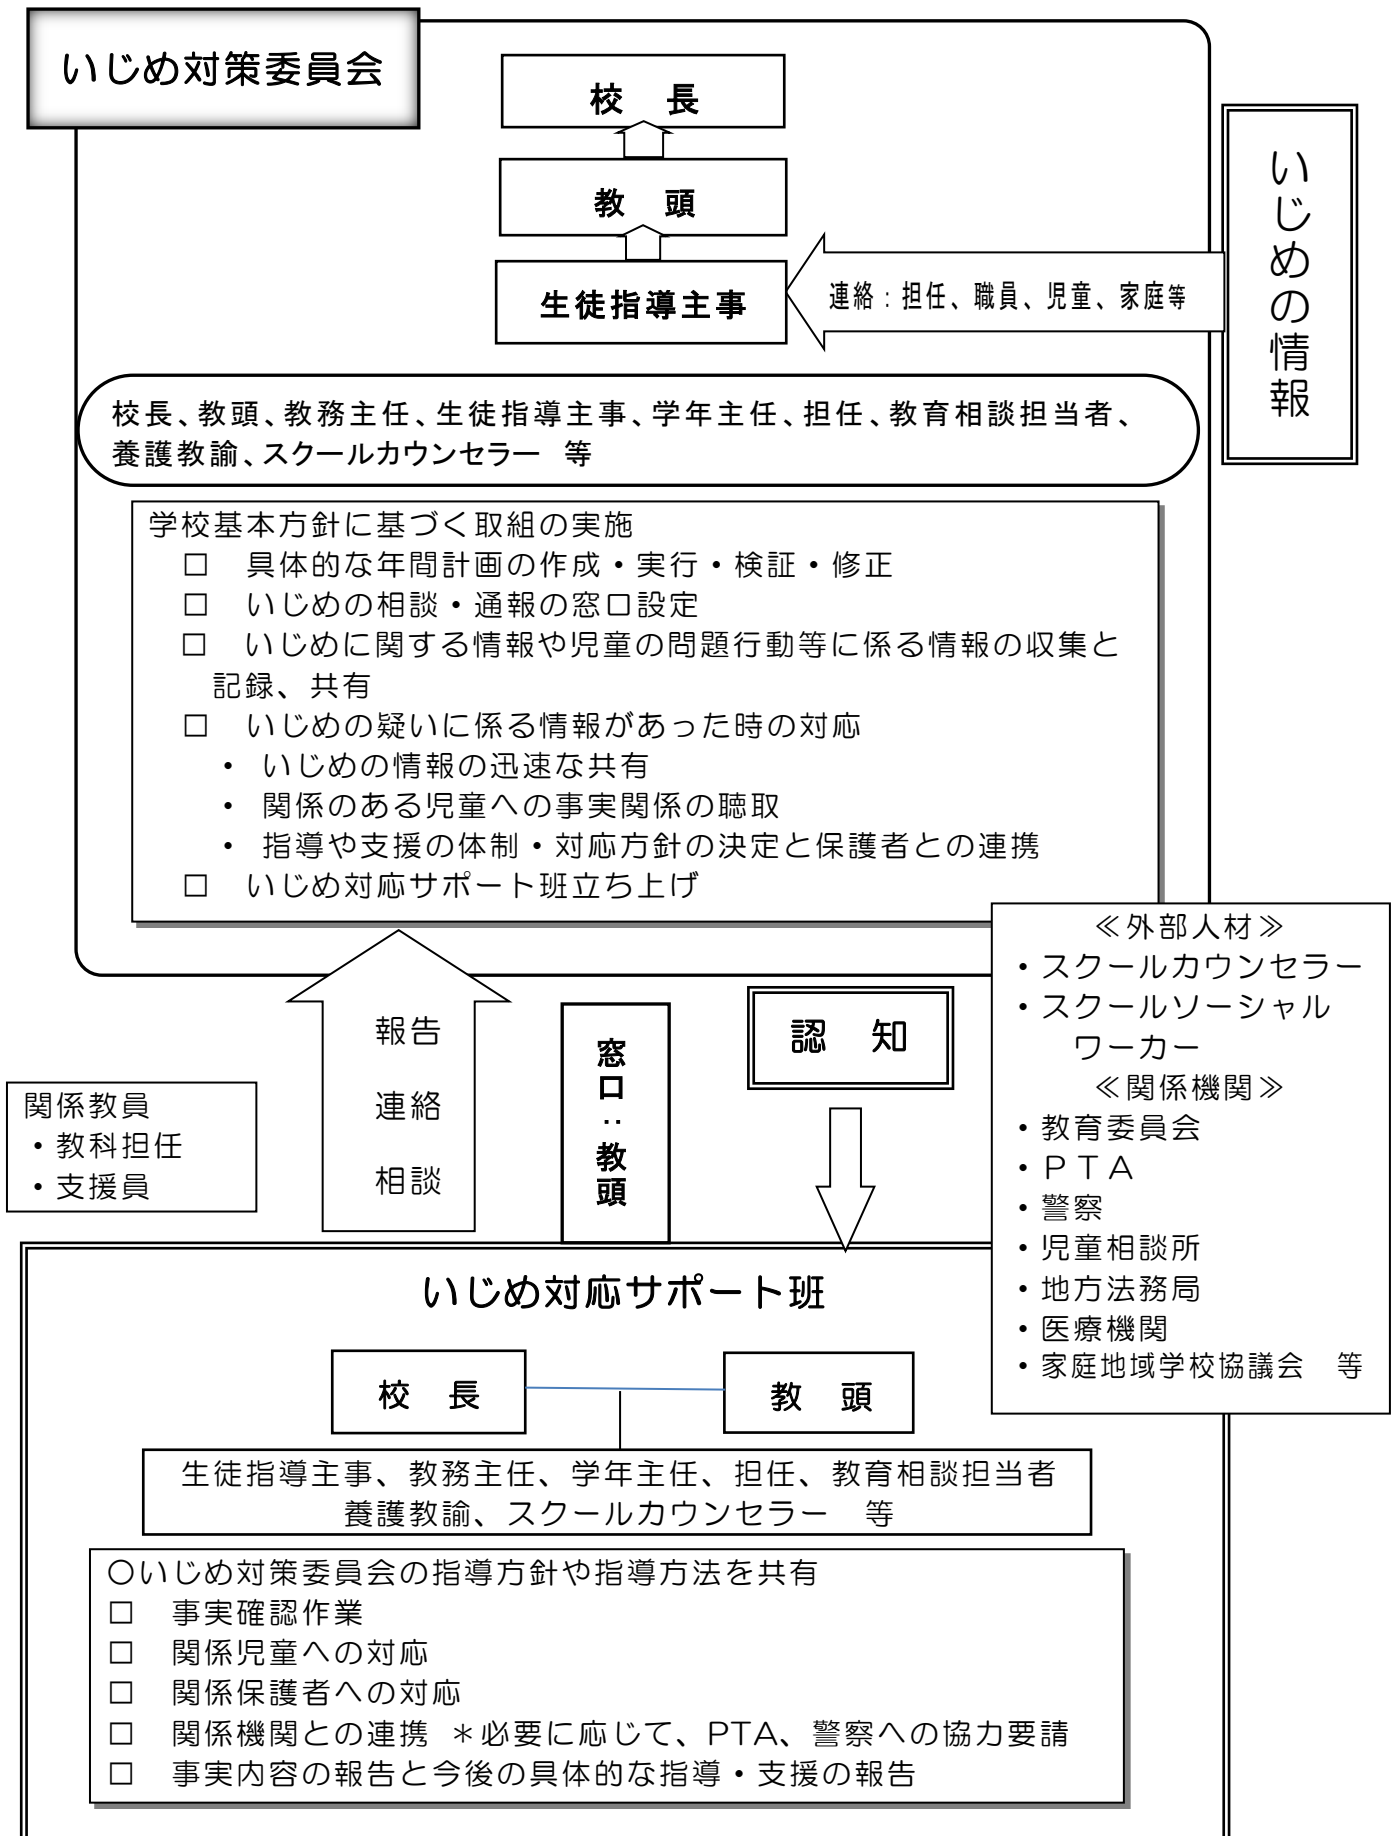 いじめ対策委員会
校　長
教　頭
生徒指導主事
連絡：担任、職員、児童、家庭等
いじめの情報
校長、教頭、教務主任、生徒指導主事、学年主任、担任、教育相談担当者、
養護教諭、スクールカウンセラー　等
学校基本方針に基づく取組の実施
□　具体的な年間計画の作成・実行・検証・修正
□　いじめの相談・通報の窓口設定
□　いじめに関する情報や児童の問題行動等に係る情報の収集と
記録、共有
□　いじめの疑いに係る情報があった時の対応
・ いじめの情報の迅速な共有
・ 関係のある児童への事実関係の聴取
・ 指導や支援の体制・対応方針の決定と保護者との連携
□　いじめ対応サポート班立ち上げ
≪外部人材≫
・スクールカウンセラー
・スクールソーシャル
ワーカー
≪関係機関≫
・教育委員会
・ＰＴＡ
・警察
・児童相談所
・地方法務局
・医療機関
・家庭地域学校協議会　等
報告
連絡
相談
窓口：教頭
認　知
関係教員
・教科担任
・支援員
いじめ対応サポート班
校　長
教　頭
生徒指導主事、教務主任、学年主任、担任、教育相談担当者
養護教諭、スクールカウンセラー　等
○いじめ対策委員会の指導方針や指導方法を共有
□　事実確認作業
□　関係児童への対応
□　関係保護者への対応
□　関係機関との連携 ＊必要に応じて、PTA、警察への協力要請
□　事実内容の報告と今後の具体的な指導・支援の報告